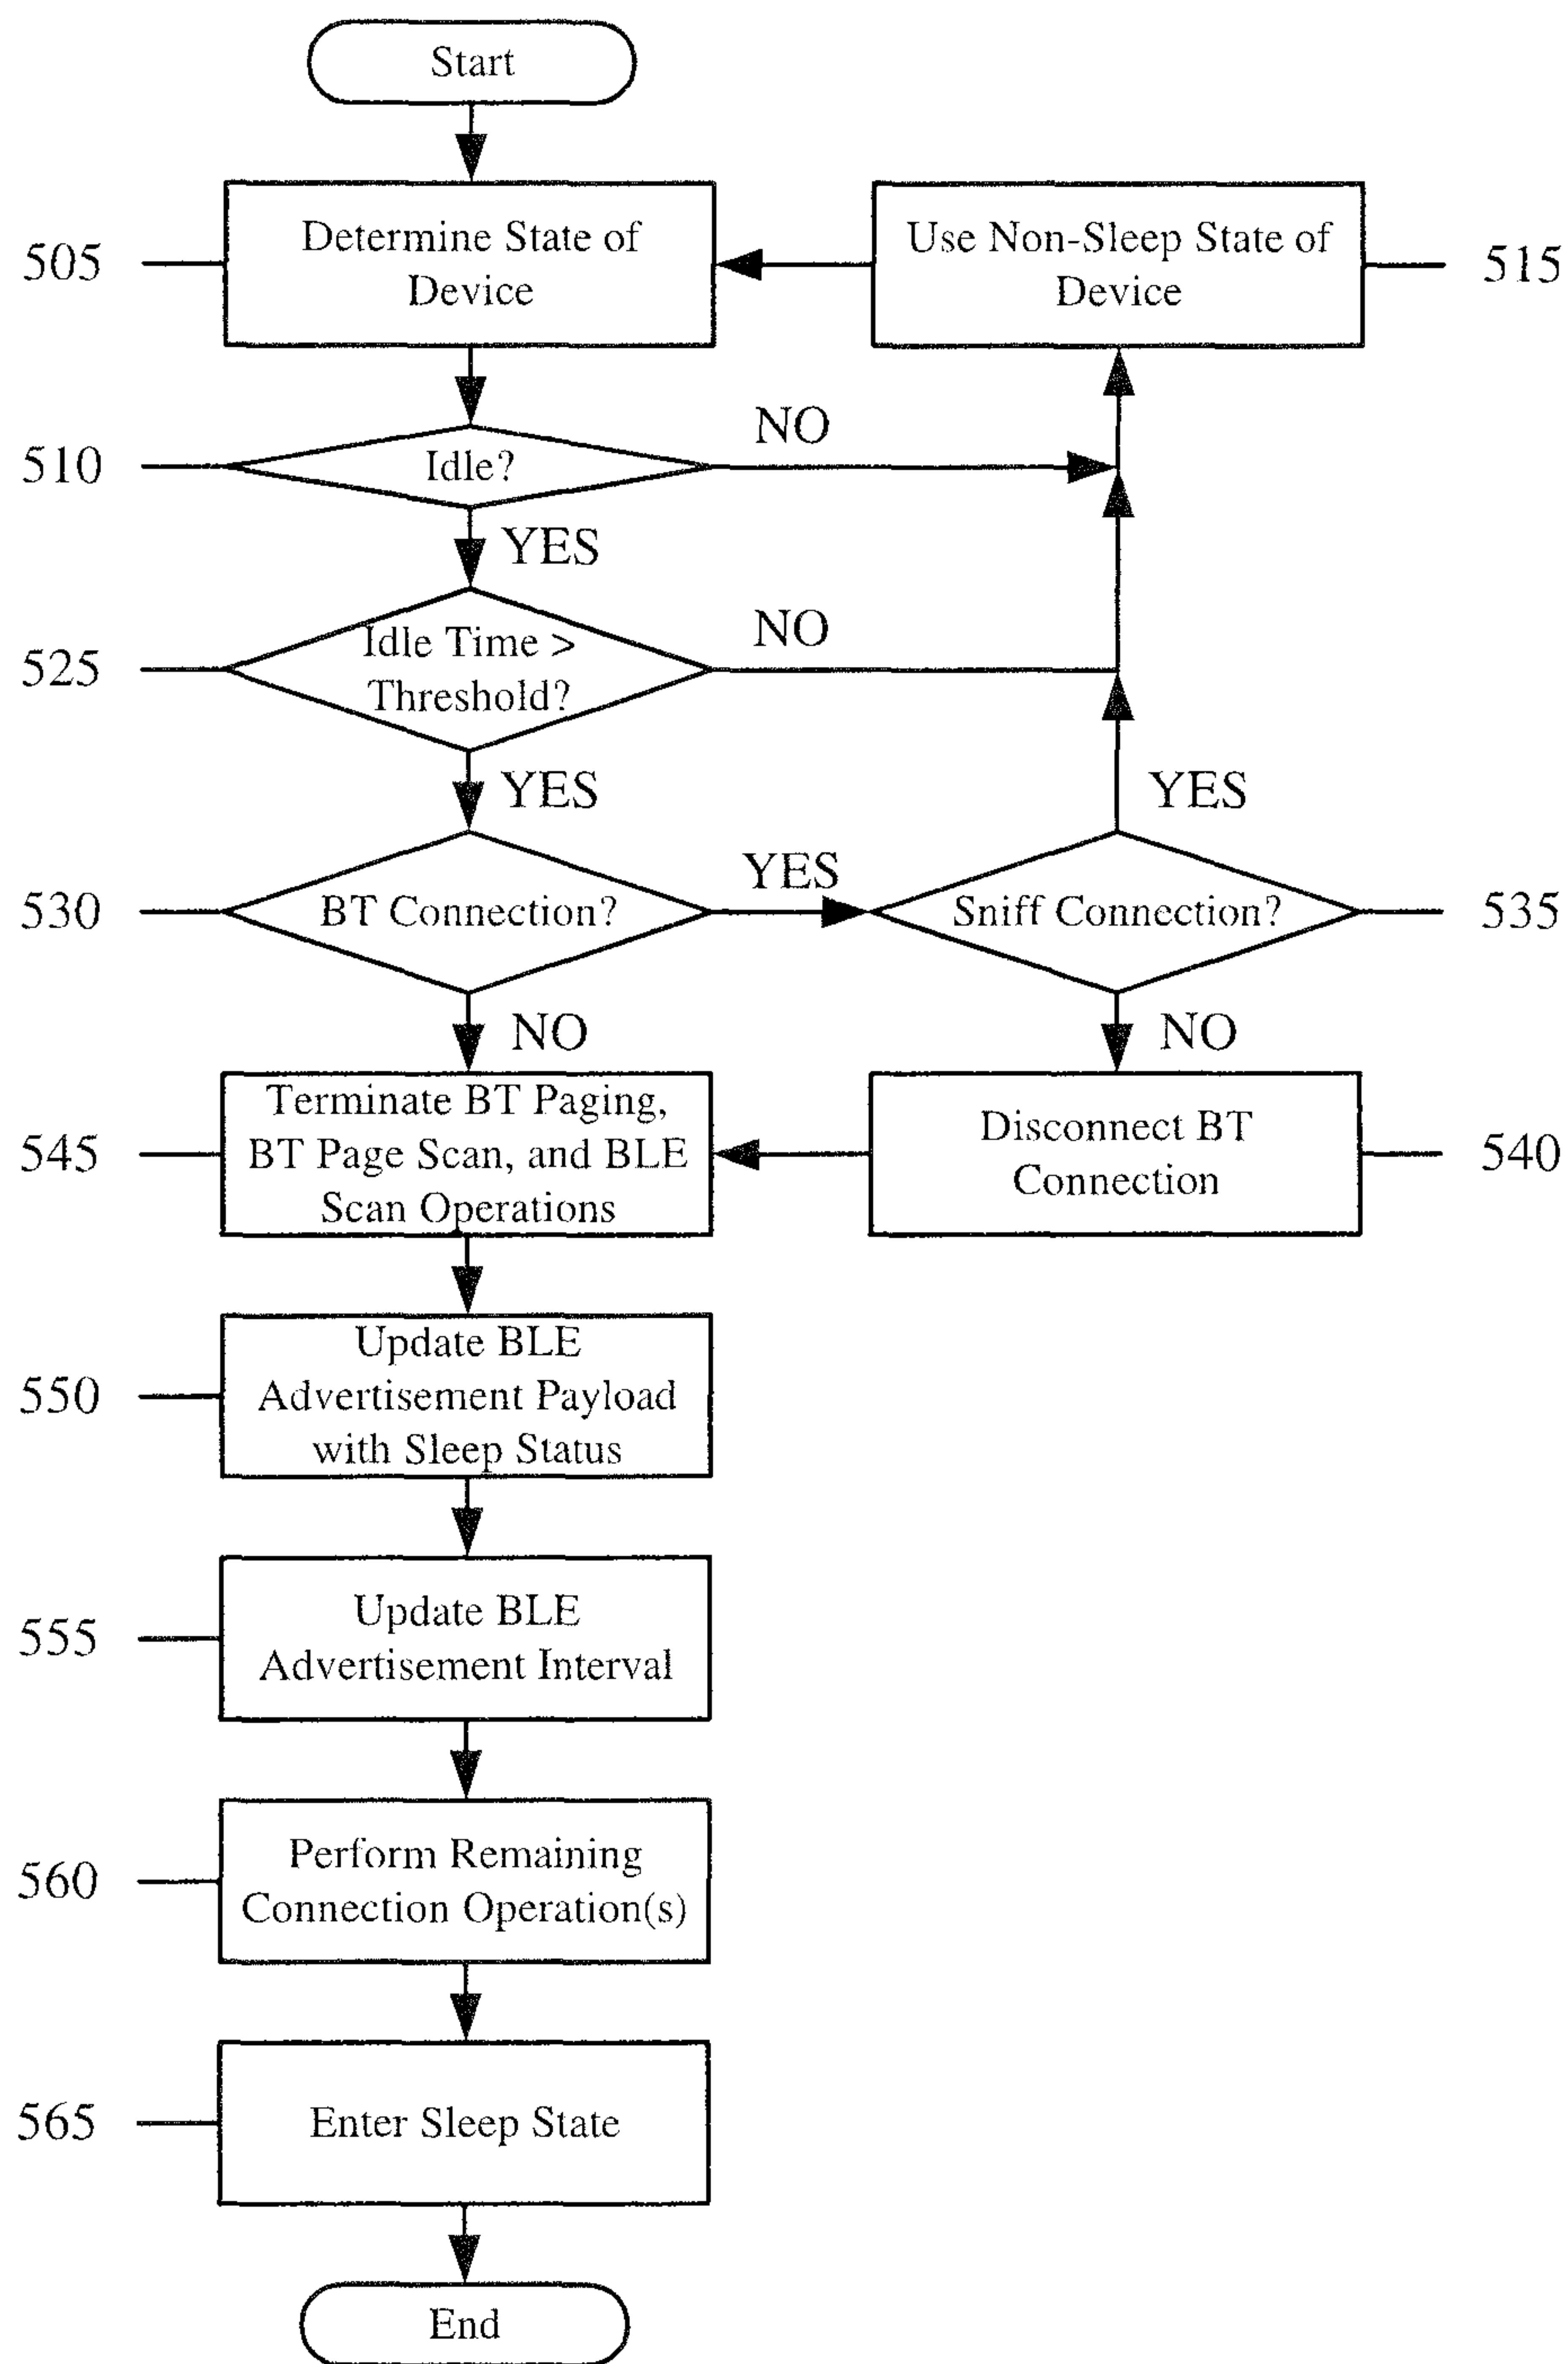 Start
505
Determine State of
Device
Use Non-Sleep State of
Device
515
510
Idle?
NO
YES
525
Idle Time >
Threshold?
NO
YES
530
BT Connection?
YES
Sniff Connection?
YES
535
NO
NO
545
Terminate BT Paging,
BT Page Scan, and BLE
Scan Operations
Disconnect BT
Connection
540
550
Update BLE
Advertisement Payload
with Sleep Status
555
Update BLE
Advertisement Interval
560
Perform Remaining
Connection Operation(s)
565
Enter Sleep State
End